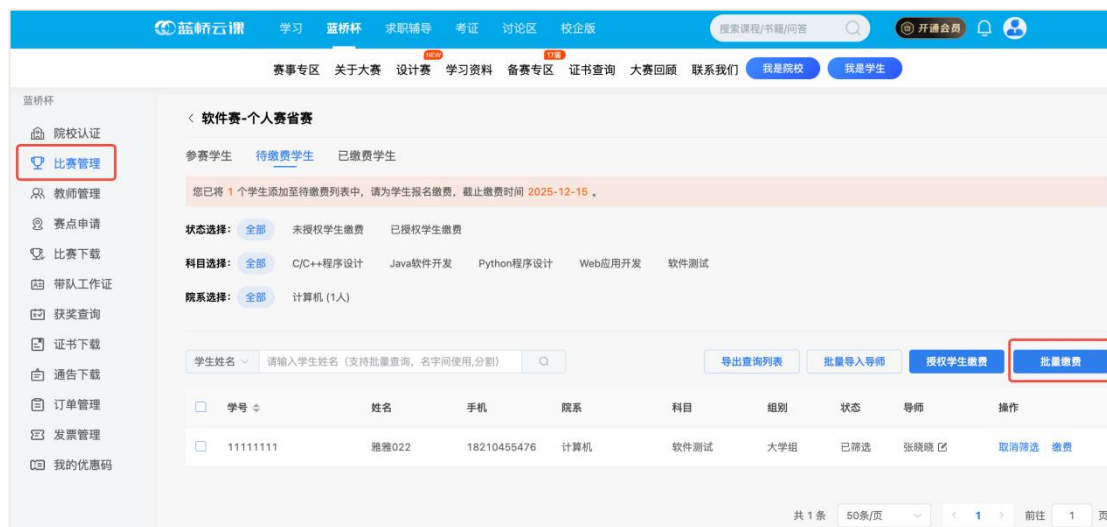 蓝桥云课 学习 蓝桥杯 求职辅导 考证 讨论区 校企版 搜索课程/书籍/问答 开通会员
NEW 17届
赛事专区 关于大赛 设计赛 学习资料 备赛专区 证书查询 大赛回顾 联系我们 我是院校 我是学生
蓝桥杯
院校认证
比赛管理
教师管理
赛点申请
比赛下载
带队工作证
获奖查询
证书下载
通告下载
订单管理
发票管理
我的优惠码
< 软件赛-个人赛省赛
参赛学生 待缴费学生 已缴费学生
您已将 1 个学生添加至待缴费列表中，请为学生报名缴费，截止缴费时间 2025-12-15 。
状态选择： 全部 未授权学生缴费 已授权学生缴费
科目选择： 全部 C/C++程序设计 Java软件开发 Python程序设计 Web应用开发 软件测试
院系选择： 全部 计算机 (1人)
学生姓名 请输入学生姓名（支持批量查询，名字间使用,分割） 导出查询列表 批量导入导师 授权学生缴费 批量缴费
学号 姓名 手机 院系 科目 组别 状态 导师 操作
11111111 雅雅022 18210455476 计算机 软件测试 大学组 已筛选 张晓晓 取消筛选 缴费
共 1 条 50条/页 < 1 > 前往 1 页